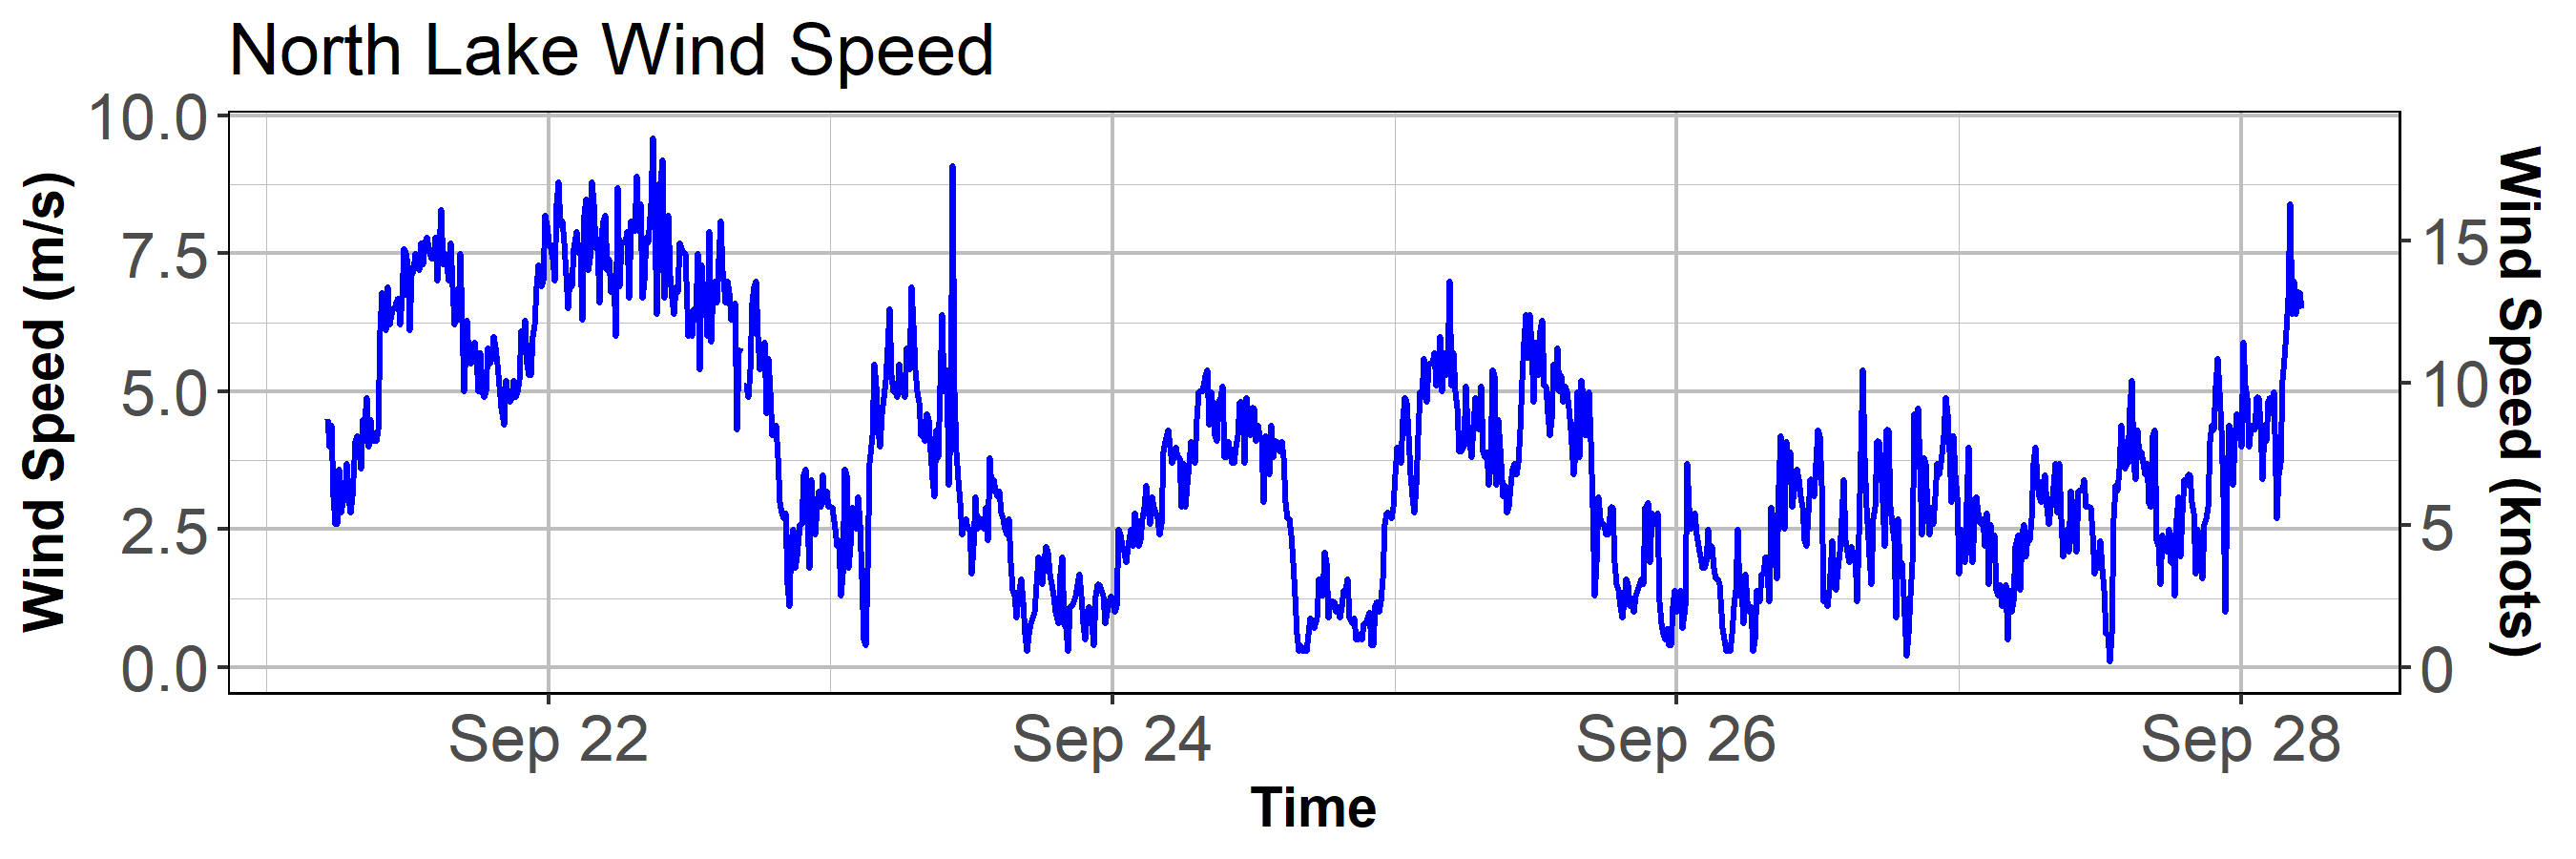 North Lake Wind Speed
Wind Speed (m/s)
10.0
7.5
5.0
2.5
0.0
15
10
5
0
Wind Speed (knots)
Sep 22
Sep 24
Sep 26
Sep 28
Time